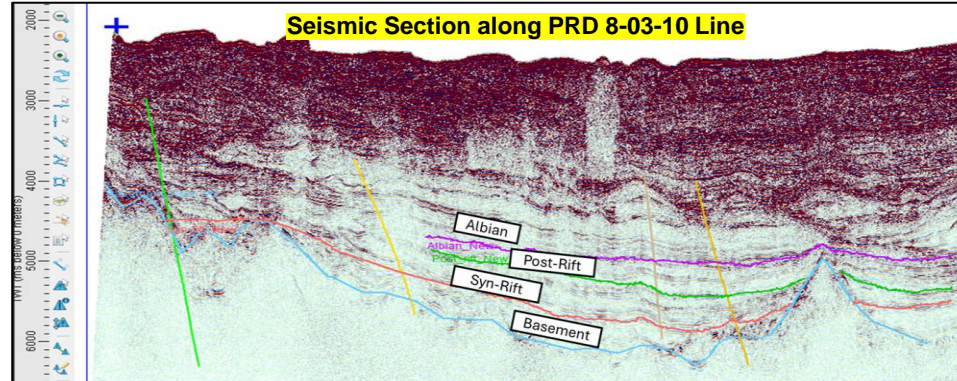 Seismic Section along PRD 8-03-10 Line
2000
3000
4000
5000
6000
TWT (ms below 0 meters)
Albian
Albian_New
Post-Rift
Syn-Rift
Basement